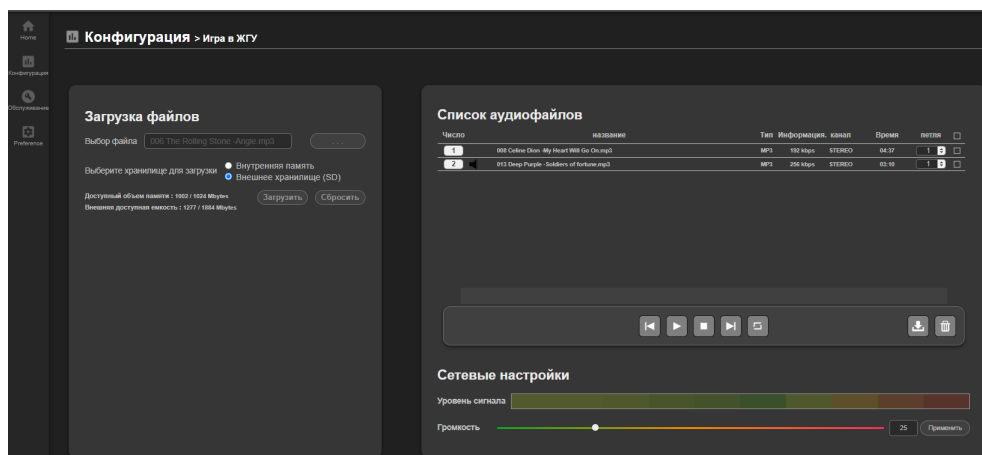 Home
Конфигурация
Обслуживание
Preference
Конфигурация > Игра в ЖГУ
Загрузка файлов
Выбор файла 006 The Rolling Stone -Angie.mp3 . . .
Выберите хранилище для загрузки
Внутренняя память
Внешнее хранилище (SD)
Доступный объем памяти : 1002 / 1024 Mbytes
Внешняя доступная емкость : 1277 / 1884 Mbytes
Загрузить Сбросить
Список аудиофайлов
Число название Тип Информация. канал Время петля
1 008 Celine Dion -My Heart Will Go On.mp3 MP3 192 kbps STEREO 04:37 1
2 013 Deep Purple -Soldiers of fortune.mp3 MP3 256 kbps STEREO 03:10 1
Сетевые настройки
Уровень сигнала
Громкость 25 Применить